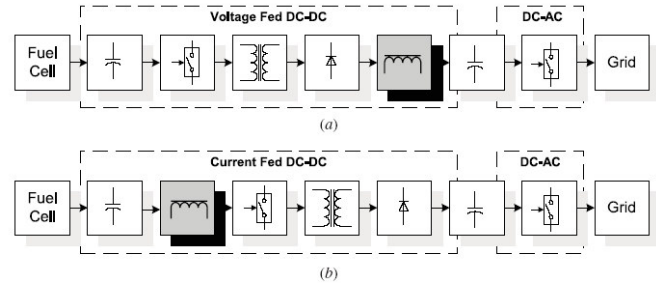 Voltage Fed DC-DC
DC-AC
Fuel
Cell
Grid
(a)
Current Fed DC-DC
DC-AC
Fuel
Cell
Grid
(b)